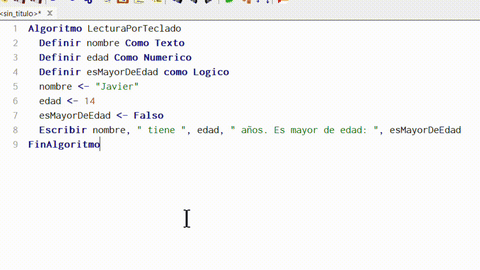 <sin_titulo>* X
1 Algoritmo LecturaPorTeclado
2 Definir nombre Como Texto
3 Definir edad Como Numerico
4 Definir esMayorDeEdad como Logico
5 nombre <- "Javier"
6 edad <- 14
7 esMayorDeEdad <- Falso
8 Escribir nombre, " tiene ", edad, " años. Es mayor de edad: ", esMayorDeEdad
9 FinAlgoritmo